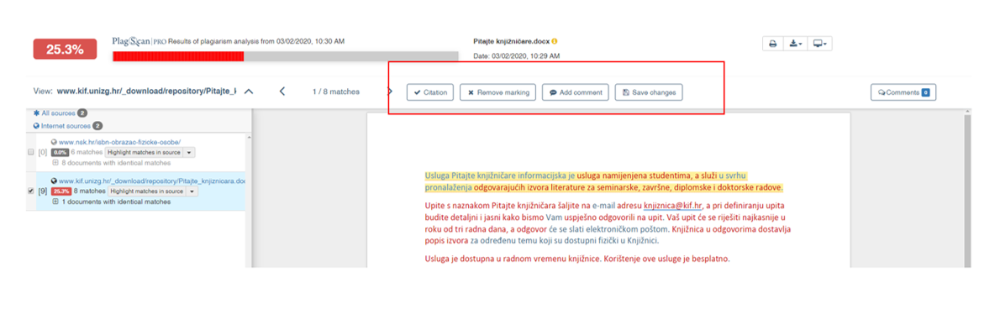 25.3%
PlagScan | PRO Results of plagiarism analysis from 03/02/2020, 10:30 AM
Pitajte knjižničare.docx
Date: 03/02/2020, 10:29 AM
View: www.kif.unizg.hr/_download/repository/Pitajte_k
1 / 8 matches
Citation
Remove marking
Add comment
Save changes
Comments 0
All sources 2
Internet sources 2
www.nsk.hr/isbn-obrazac-fizicke-osobe/
[0] 0.0% 6 matches Highlight matches in source
8 documents with identical matches
www.kif.unizg.hr/_download/repository/Pitajte_knjiznioara.do
[9] 25.3% 8 matches Highlight matches in source
1 documents with identical matches
Usluga Pitajte knjižničare informacijska je usluga namijenjena studentima, a služi u svrhu
pronalaženja odgovarajućih izvora literature za seminarske, završne, diplomske i doktorske radove.
Upite s naznakom Pitajte knjižničara šaljite na e-mail adresu knjiznica@kif.hr, a pri definiranju upita
budite detaljni i jasni kako bismo Vam uspješno odgovorili na upit. Vaš upit će se riješiti najkasnije u
roku od tri radna dana, a odgovor će se slati elektroničkom poštom. Knjižnica u odgovorima dostavlja
popis izvora za određenu temu koji su dostupni fizički u Knjižnici.
Usluga je dostupna u radnom vremenu knjižnice. Korištenje ove usluge je besplatno.